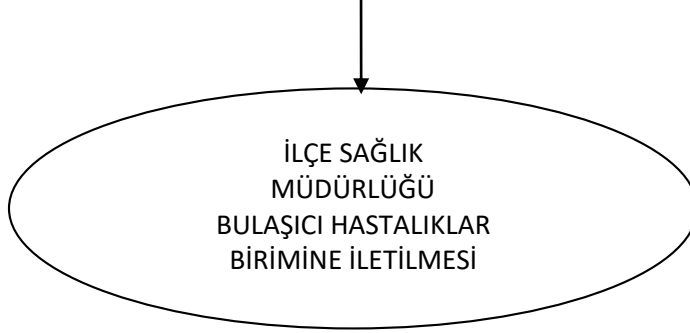 İLÇE SAĞLIK
MÜDÜRLÜĞÜ
BULAŞICI HASTALIKLAR
BİRİMİNE İLETİLMESİ